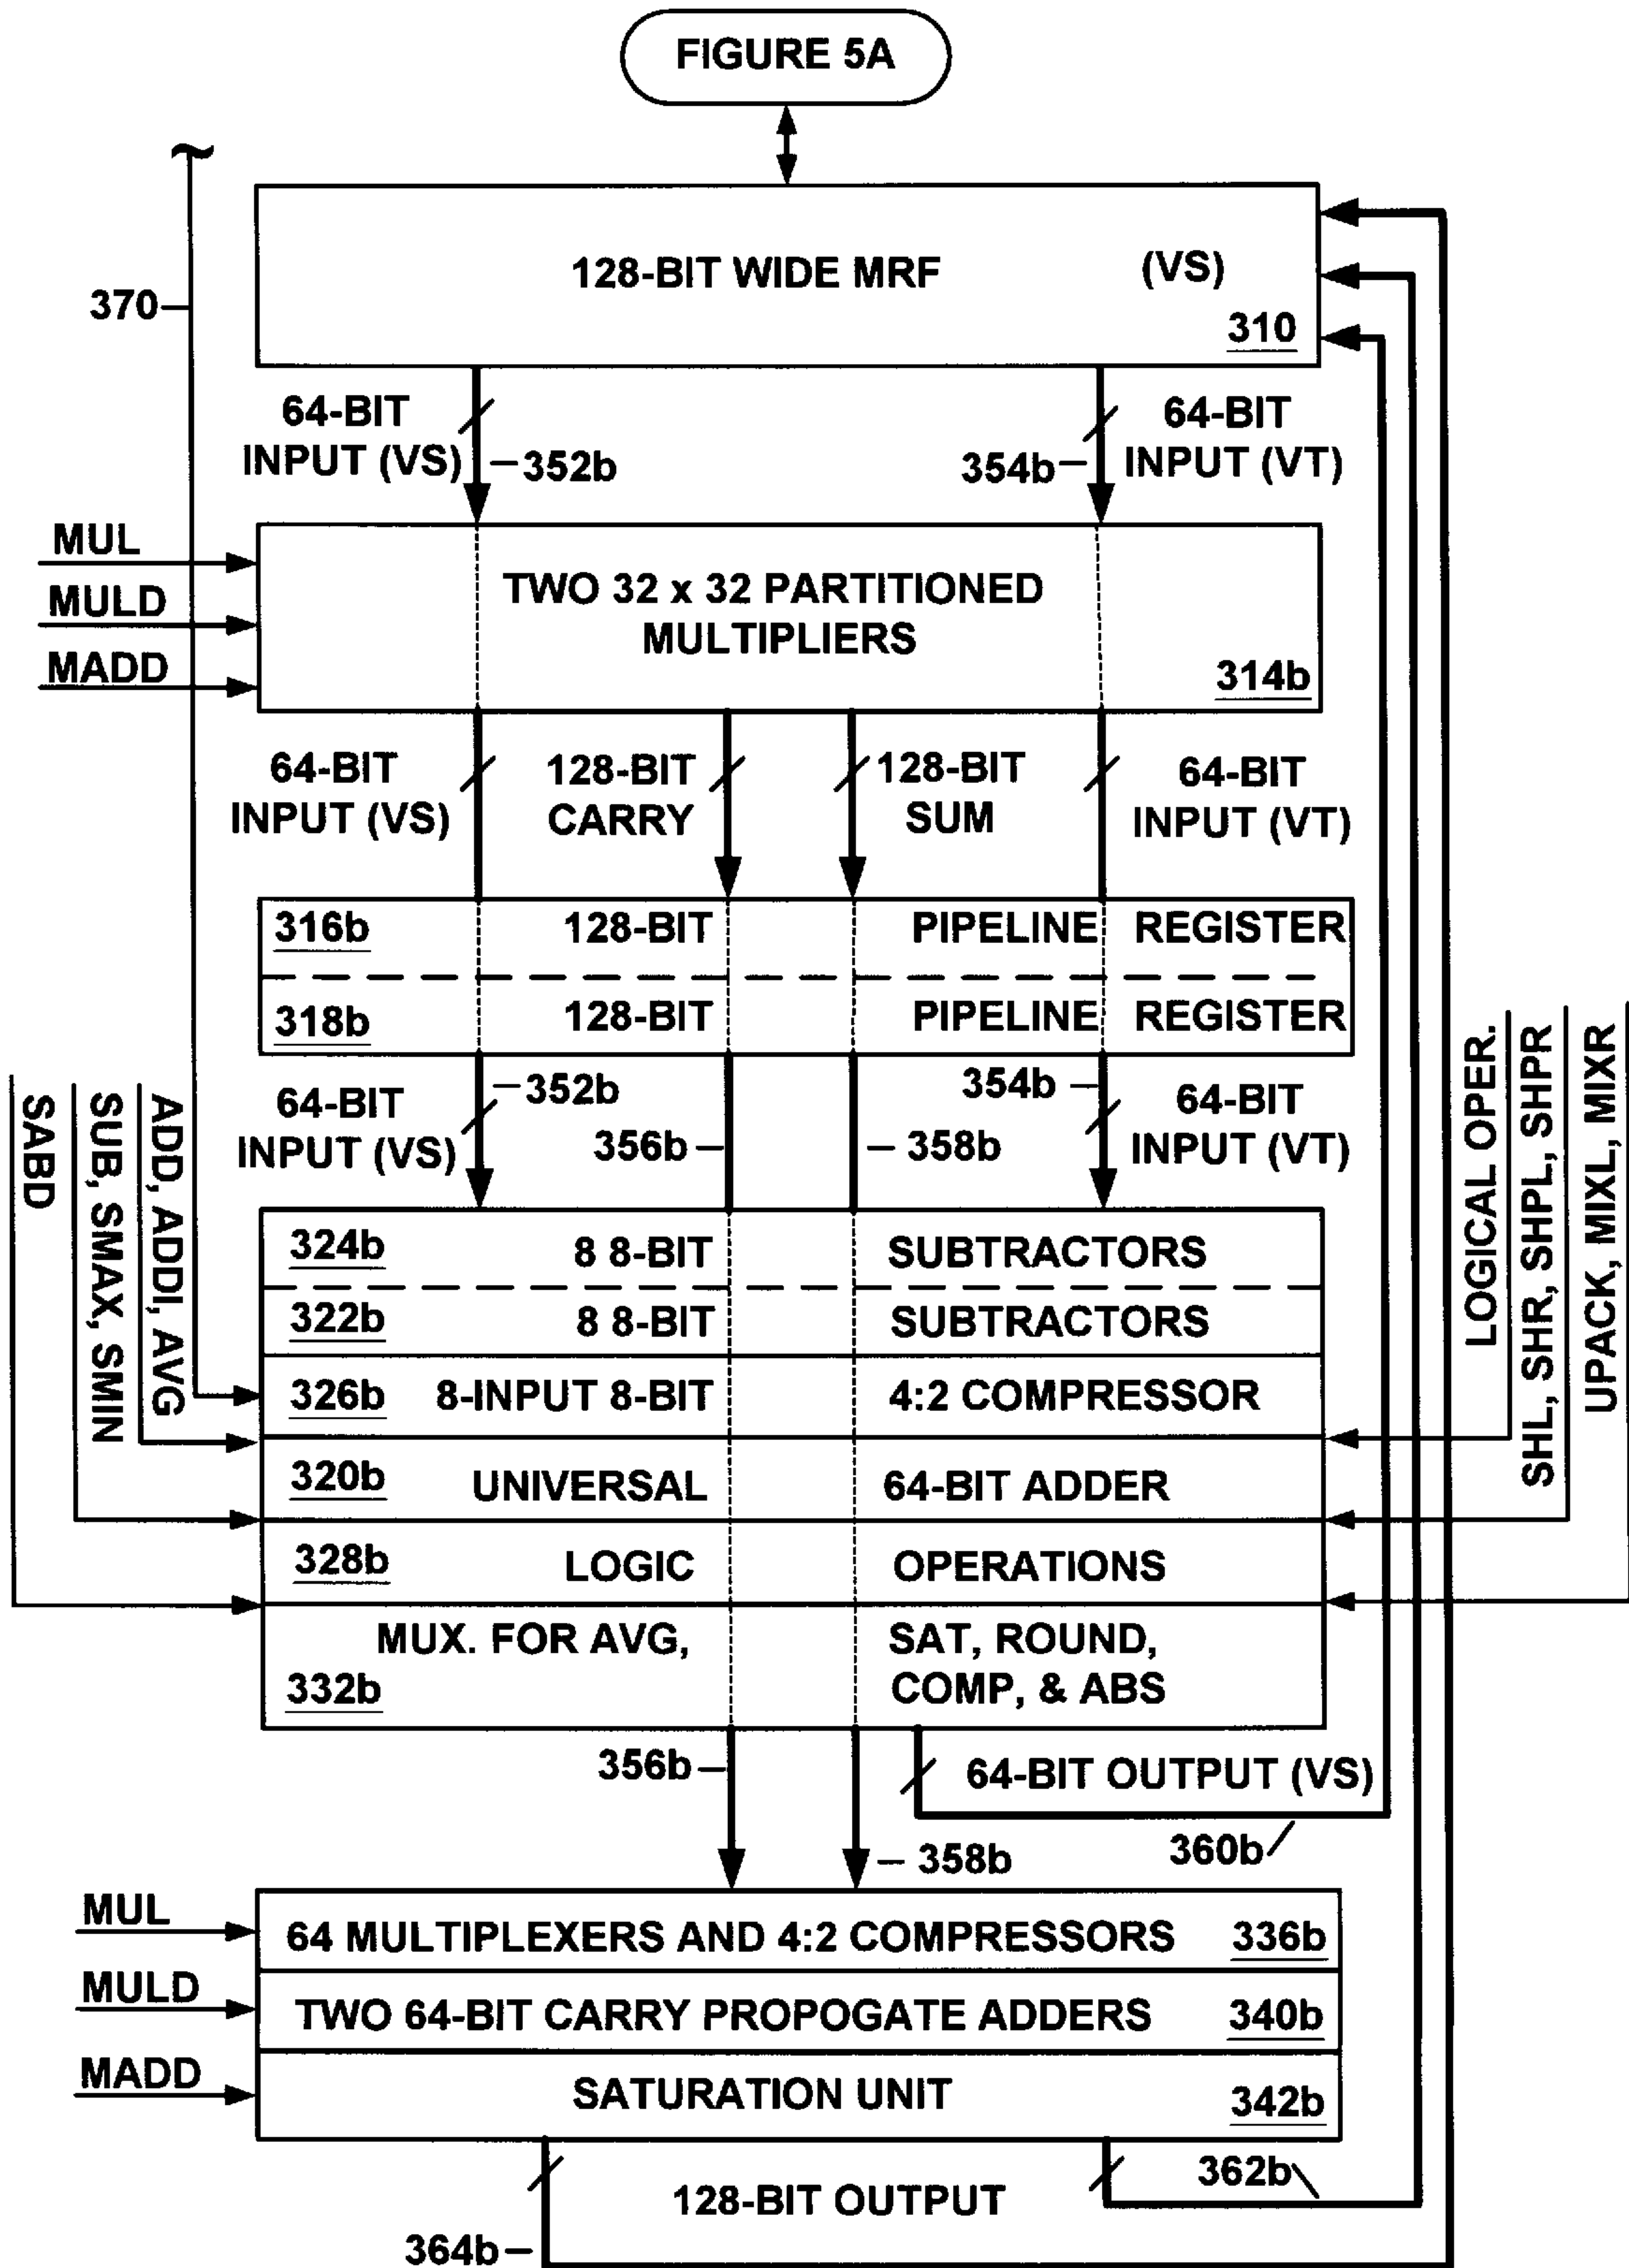 FIGURE 5A
128-BIT WIDE MRF (VS)
310
370
64-BIT
INPUT (VS)
352b
354b
64-BIT
INPUT (VT)
MUL
MULD
MADD
TWO 32 x 32 PARTITIONED
MULTIPLIERS
314b
64-BIT
INPUT (VS)
128-BIT
CARRY
128-BIT
SUM
64-BIT
INPUT (VT)
316b 128-BIT PIPELINE REGISTER
318b 128-BIT PIPELINE REGISTER
352b
354b
64-BIT
INPUT (VS)
356b
358b
64-BIT
INPUT (VT)
SABD
SUB, SMAX, SMIN
ADD, ADDI, AVG
LOGICAL OPER.
SHL, SHR, SHPL, SHPR
UPACK, MIXL, MIXR
324b 8 8-BIT SUBTRACTORS
322b 8 8-BIT SUBTRACTORS
326b 8-INPUT 8-BIT 4:2 COMPRESSOR
320b UNIVERSAL 64-BIT ADDER
328b LOGIC OPERATIONS
MUX. FOR AVG, SAT, ROUND,
332b COMP, & ABS
356b
64-BIT OUTPUT (VS)
360b
358b
MUL
MULD
MADD
64 MULTIPLEXERS AND 4:2 COMPRESSORS 336b
TWO 64-BIT CARRY PROPOGATE ADDERS 340b
SATURATION UNIT 342b
362b
128-BIT OUTPUT
364b